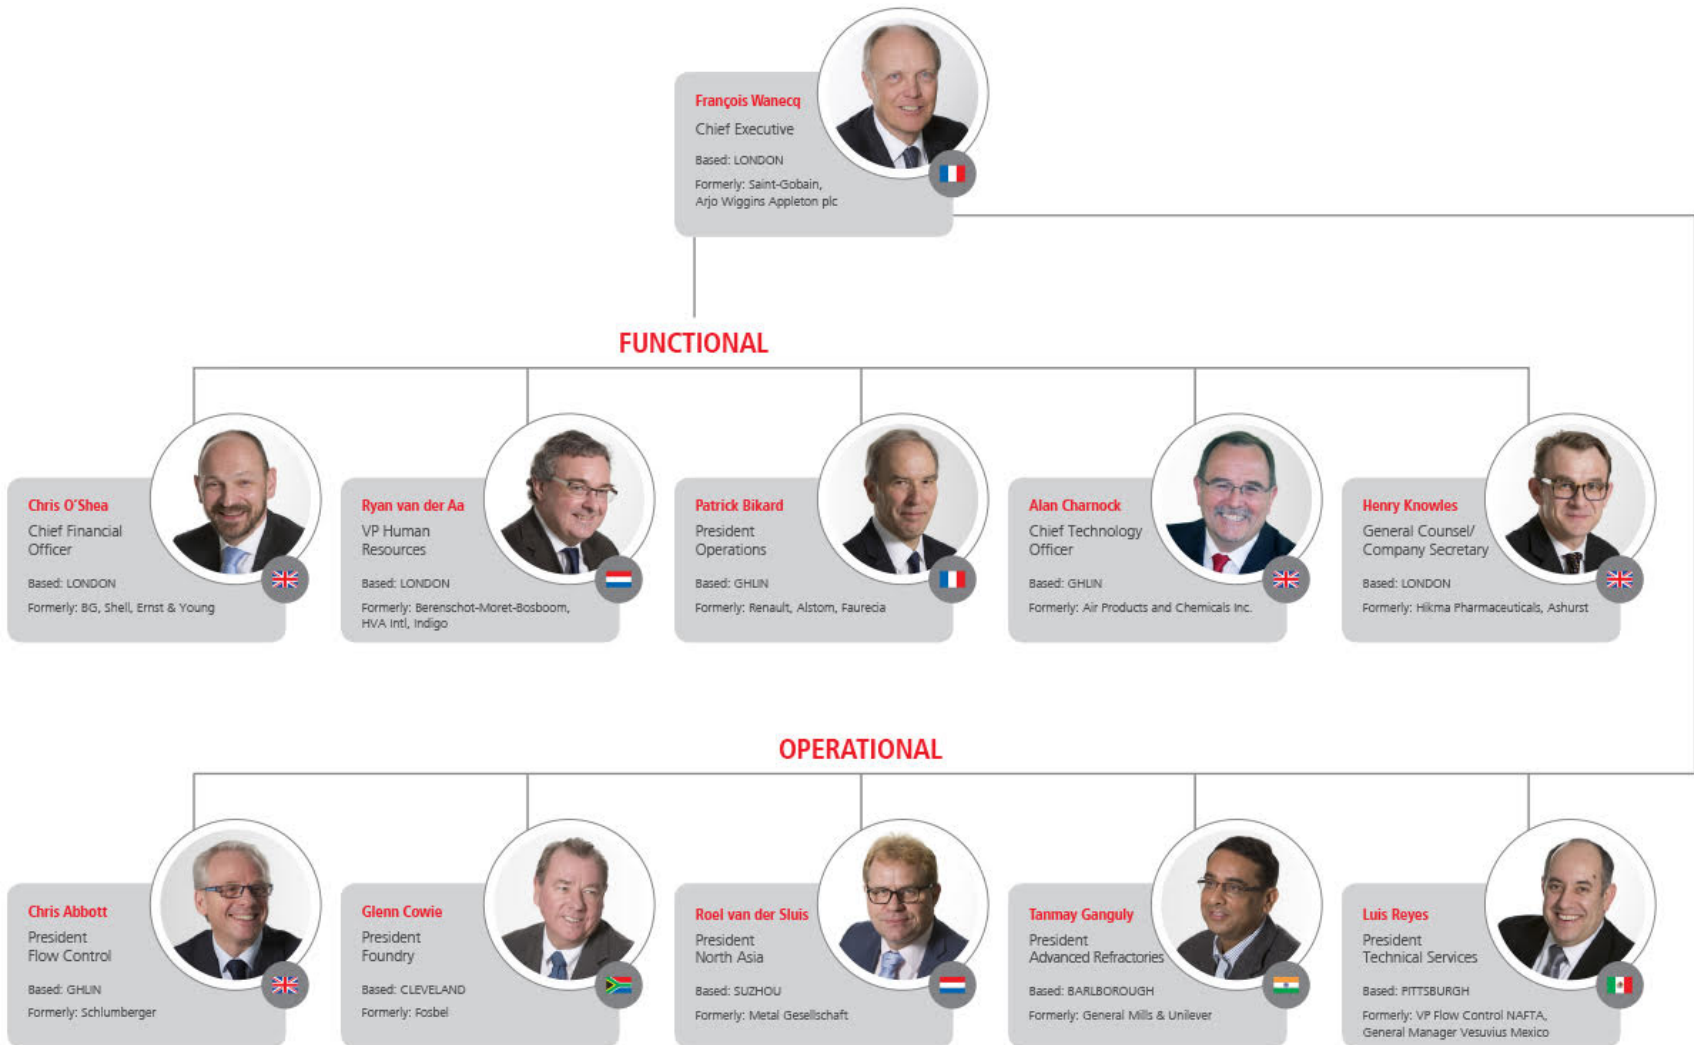 François Wanecq
Chief Executive
Based: LONDON
Formerly: Saint-Gobain,
Arjo Wiggins Appleton plc
FUNCTIONAL
Chris O'Shea
Chief Financial
Officer
Based: LONDON
Formerly: BG, Shell, Ernst & Young
Ryan van der Aa
VP Human
Resources
Based: LONDON
Formerly: Berenschot-Moret-Bosboom,
HVA Intl, Indigo
Patrick Bikard
President
Operations
Based: GHLIN
Formerly: Renault, Alstom, Faurecia
Alan Charnock
Chief Technology
Officer
Based: GHLIN
Formerly: Air Products and Chemicals Inc.
Henry Knowles
General Counsel/
Company Secretary
Based: LONDON
Formerly: Hikma Pharmaceuticals, Ashurst
OPERATIONAL
Chris Abbott
President
Flow Control
Based: GHLIN
Formerly: Schlumberger
Glenn Cowie
President
Foundry
Based: CLEVELAND
Formerly: Fosbel
Roel van der Sluis
President
North Asia
Based: SUZHOU
Formerly: Metal Gesellschaft
Tanmay Ganguly
President
Advanced Refractories
Based: BARLBOROUGH
Formerly: General Mills & Unilever
Luis Reyes
President
Technical Services
Based: PITTSBURGH
Formerly: VP Flow Control NAFTA,
General Manager Vesuvius Mexico